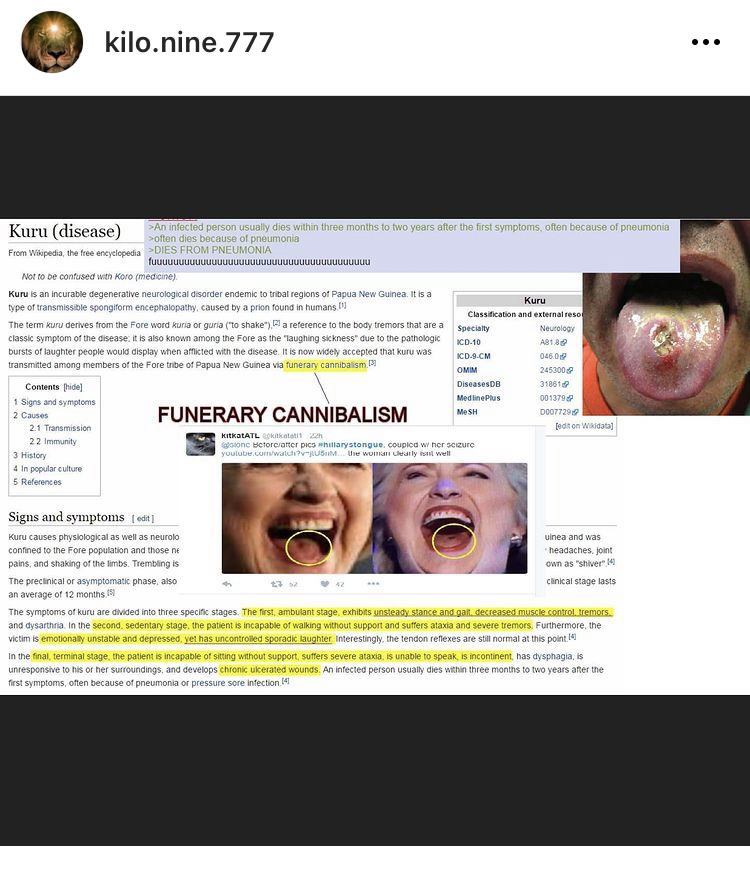 kilo.nine.777
>An infected person usually dies within three months to two years after the first symptoms, often because of pneumonia
>often dies because of pneumonia
>DIES FROM PNEUMONIA
fuuuuuuuuuuuuuuuuuuuuuuuuuuuuuuuuuuuuuuu
Kuru (disease)
From Wikipedia, the free encyclopedia
Not to be confused with Koro (medicine).
Kuru is an incurable degenerative neurological disorder endemic to tribal regions of Papua New Guinea. It is a
type of transmissible spongiform encephalopathy, caused by a prion found in humans.[1]
The term kuru derives from the Fore word kuria or guria ("to shake"),[2] a reference to the body tremors that are a
classic symptom of the disease; it is also known among the Fore as the "laughing sickness" due to the pathologic
bursts of laughter people would display when afflicted with the disease. It is now widely accepted that kuru was
transmitted among members of the Fore tribe of Papua New Guinea via funerary cannibalism.[3]
Kuru
Classification and external resou
Specialty Neurology
ICD-10 A81.8
ICD-9-CM 046.0
OMIM 245300
DiseasesDB 31861
MedlinePlus 001379
MeSH D007729
[edit on Wikidata]
Contents [hide]
1 Signs and symptoms
2 Causes
2.1 Transmission
2.2 Immunity
3 History
4 In popular culture
5 References
FUNERARY CANNIBALISM
kitkatATL @kitkatatl1 22h
Before/after pics #hillarystongue, coupled w/ her seizure
the woman clearly isnt well
52 42
Signs and symptoms [ edit ]
Kuru causes physiological as well as neurolo uinea and was
confined to the Fore population and those ne headaches, joint
pains, and shaking of the limbs. Trembling is own as "shiver".[4]
The preclinical or asymptomatic phase, also clinical stage lasts
an average of 12 months.[5]
The symptoms of kuru are divided into three specific stages. The first, ambulant stage, exhibits unsteady stance and gait, decreased muscle control, tremors,
and dysarthria. In the second, sedentary stage, the patient is incapable of walking without support and suffers ataxia and severe tremors. Furthermore, the
victim is emotionally unstable and depressed, yet has uncontrolled sporadic laughter. Interestingly, the tendon reflexes are still normal at this point.[4]
In the final, terminal stage, the patient is incapable of sitting without support, suffers severe ataxia, is unable to speak, is incontinent, has dysphagia, is
unresponsive to his or her surroundings, and develops chronic ulcerated wounds. An infected person usually dies within three months to two years after the
first symptoms, often because of pneumonia or pressure sore infection.[4]